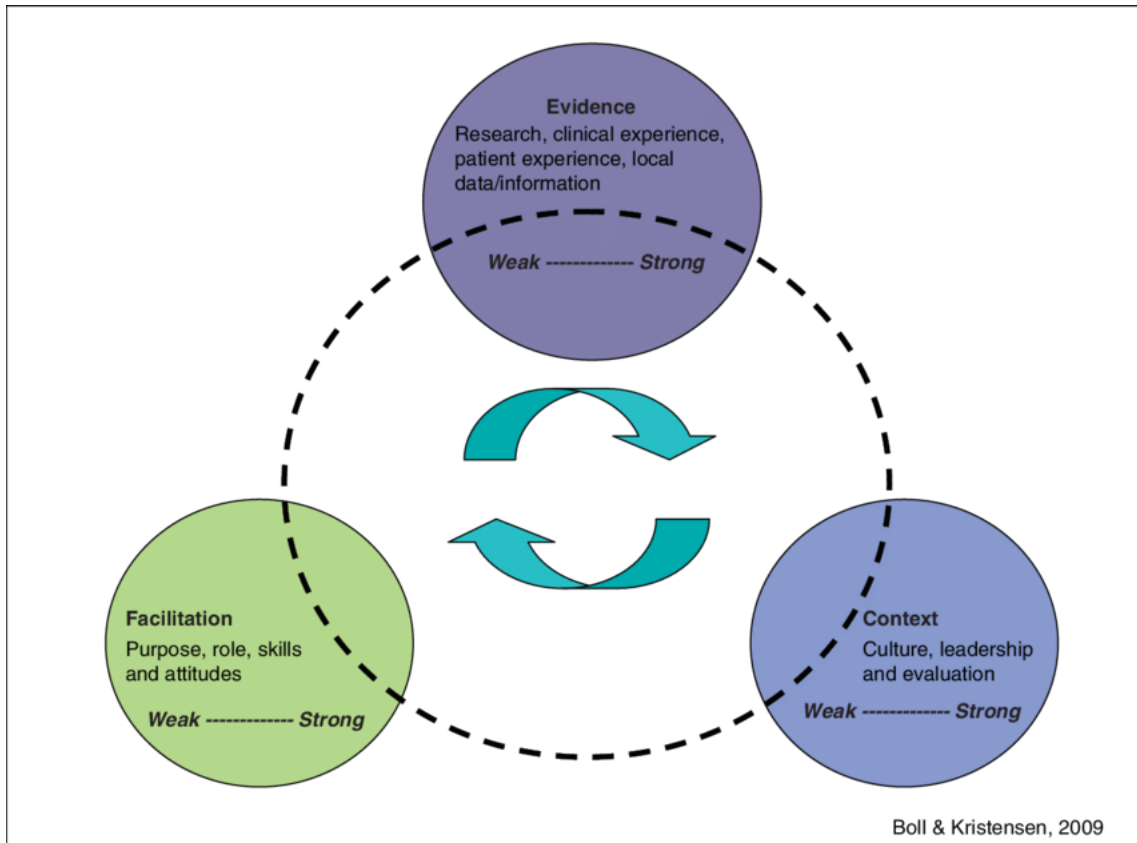 Evidence
Research, clinical experience,
patient experience, local
data/information
Weak ------------- Strong
Facilitation
Purpose, role, skills
and attitudes
Weak ------------- Strong
Context
Culture, leadership
and evaluation
Weak ------------- Strong
Boll & Kristensen, 2009